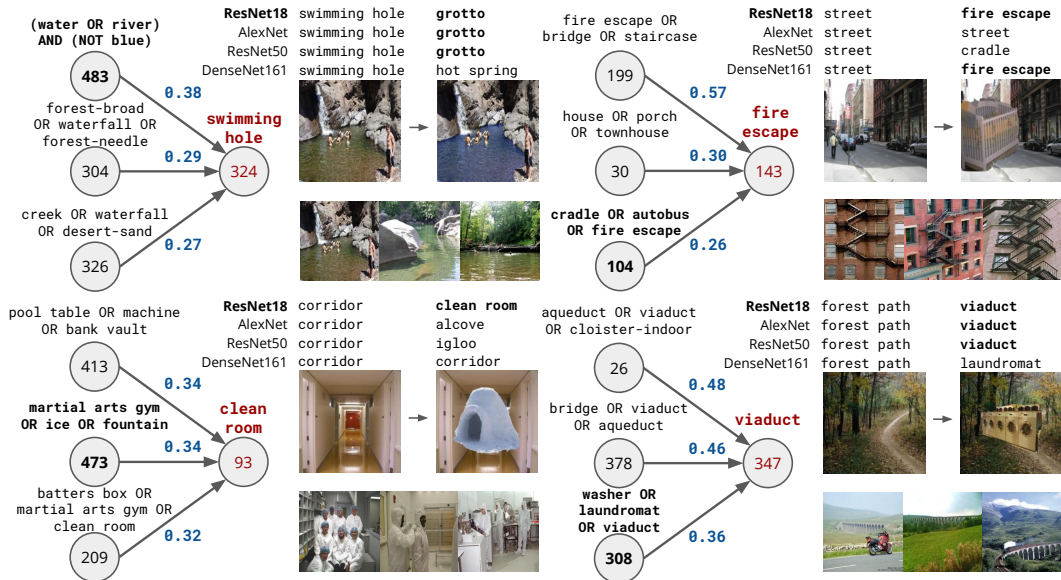 (water OR river)
AND (NOT blue)
483
0.38
forest-broad
OR waterfall OR
forest-needle
304
0.29
creek OR waterfall
OR desert-sand
326
0.27
swimming
hole
324
ResNet18 swimming hole grotto
AlexNet swimming hole grotto
ResNet50 swimming hole grotto
DenseNet161 swimming hole hot spring
fire escape OR
bridge OR staircase
199
0.57
house OR porch
OR townhouse
30
0.30
cradle OR autobus
OR fire escape
104
0.26
fire
escape
143
ResNet18 street fire escape
AlexNet street street
ResNet50 street cradle
DenseNet161 street fire escape
pool table OR machine
OR bank vault
413
0.34
martial arts gym
OR ice OR fountain
473
0.34
batters box OR
martial arts gym OR
clean_room
209
0.32
clean
room
93
ResNet18 corridor clean room
AlexNet corridor alcove
ResNet50 corridor igloo
DenseNet161 corridor corridor
aqueduct OR viaduct
OR cloister-indoor
26
0.48
bridge OR viaduct
OR aqueduct
378
0.46
washer OR
laundromat
OR viaduct
308
0.36
viaduct
347
ResNet18 forest path viaduct
AlexNet forest path viaduct
ResNet50 forest path viaduct
DenseNet161 forest path laundromat